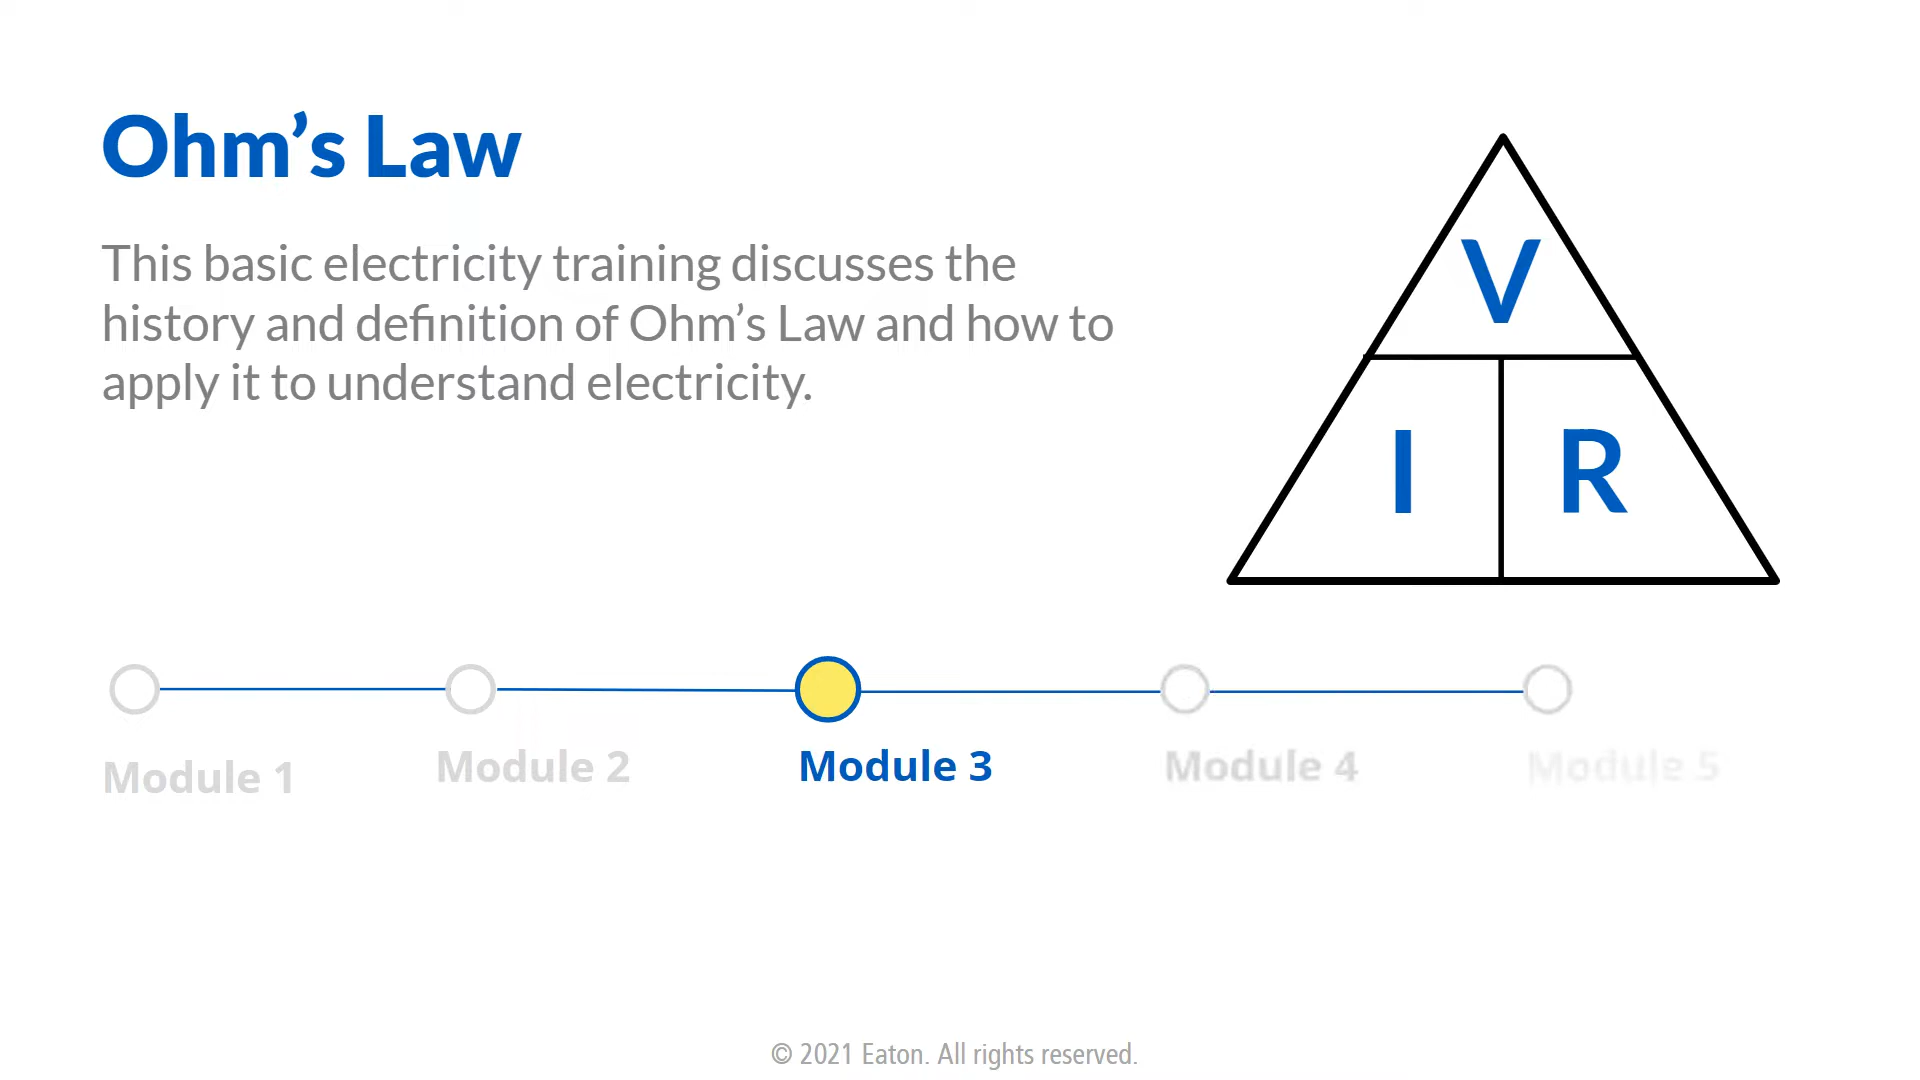 Ohm’s Law
This basic electricity training discusses the
history and definition of Ohm’s Law and how to
apply it to understand electricity.
V
I R
Module 1
Module 2
Module 3
Module 4
Module 5
© 2021 Eaton. All rights reserved.